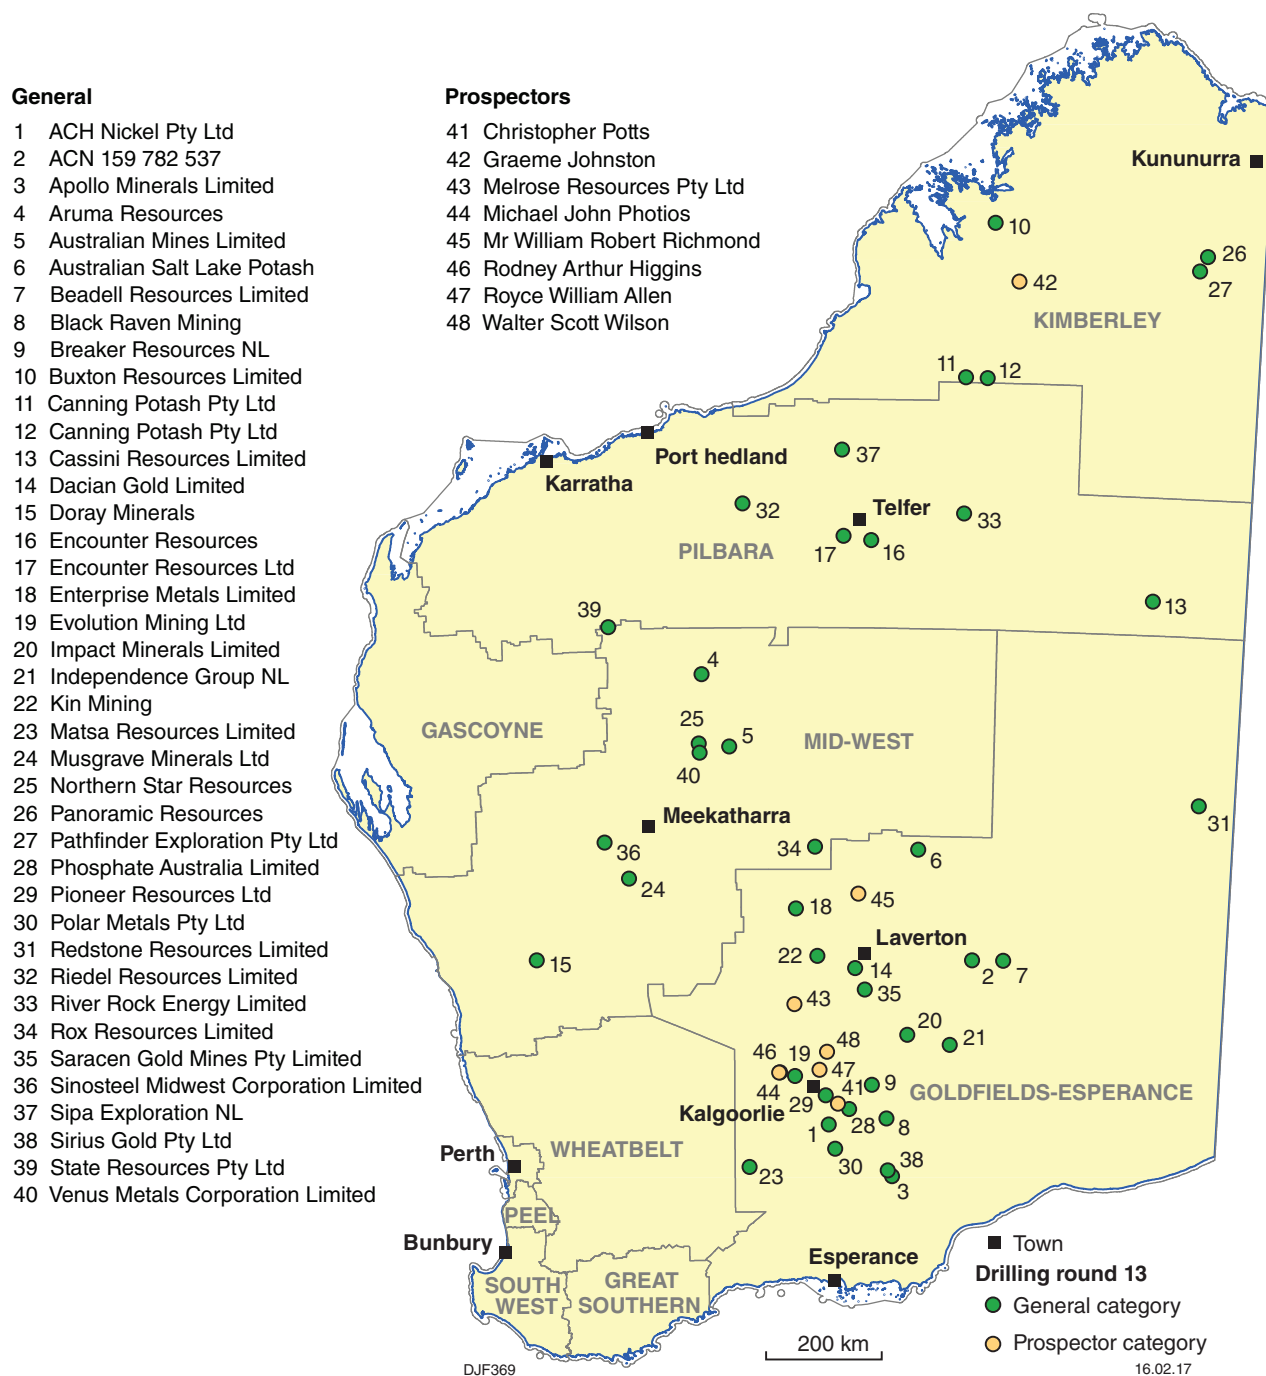 General
1 ACH Nickel Pty Ltd
2 ACN 159 782 537
3 Apollo Minerals Limited
4 Aruma Resources
5 Australian Mines Limited
6 Australian Salt Lake Potash
7 Beadell Resources Limited
8 Black Raven Mining
9 Breaker Resources NL
10 Buxton Resources Limited
11 Canning Potash Pty Ltd
12 Canning Potash Pty Ltd
13 Cassini Resources Limited
14 Dacian Gold Limited
15 Doray Minerals
16 Encounter Resources
17 Encounter Resources Ltd
18 Enterprise Metals Limited
19 Evolution Mining Ltd
20 Impact Minerals Limited
21 Independence Group NL
22 Kin Mining
23 Matsa Resources Limited
24 Musgrave Minerals Ltd
25 Northern Star Resources
26 Panoramic Resources
27 Pathfinder Exploration Pty Ltd
28 Phosphate Australia Limited
29 Pioneer Resources Ltd
30 Polar Metals Pty Ltd
31 Redstone Resources Limited
32 Riedel Resources Limited
33 River Rock Energy Limited
34 Rox Resources Limited
35 Saracen Gold Mines Pty Limited
36 Sinosteel Midwest Corporation Limited
37 Sipa Exploration NL
38 Sirius Gold Pty Ltd
39 State Resources Pty Ltd
40 Venus Metals Corporation Limited
Prospectors
41 Christopher Potts
42 Graeme Johnston
43 Melrose Resources Pty Ltd
44 Michael John Photios
45 Mr William Robert Richmond
46 Rodney Arthur Higgins
47 Royce William Allen
48 Walter Scott Wilson
Kununurra
10
26
27
42
KIMBERLEY
11
12
Port hedland
37
Karratha
32
Telfer
33
17
16
PILBARA
13
39
4
GASCOYNE
25
5
MID-WEST
40
Meekatharra
31
36
34
6
24
45
18
Laverton
22
15
14
2
7
35
43
20
21
48
46
19
47
44
41
9
29
GOLDFIELDS-ESPERANCE
Kalgoorlie
28
8
1
WHEATBELT
Perth
30
38
23
3
PEEL
Bunbury
Esperance
SOUTH
WEST
GREAT
SOUTHERN
Town
Drilling round 13
General category
Prospector category
200 km
DJF369
16.02.17